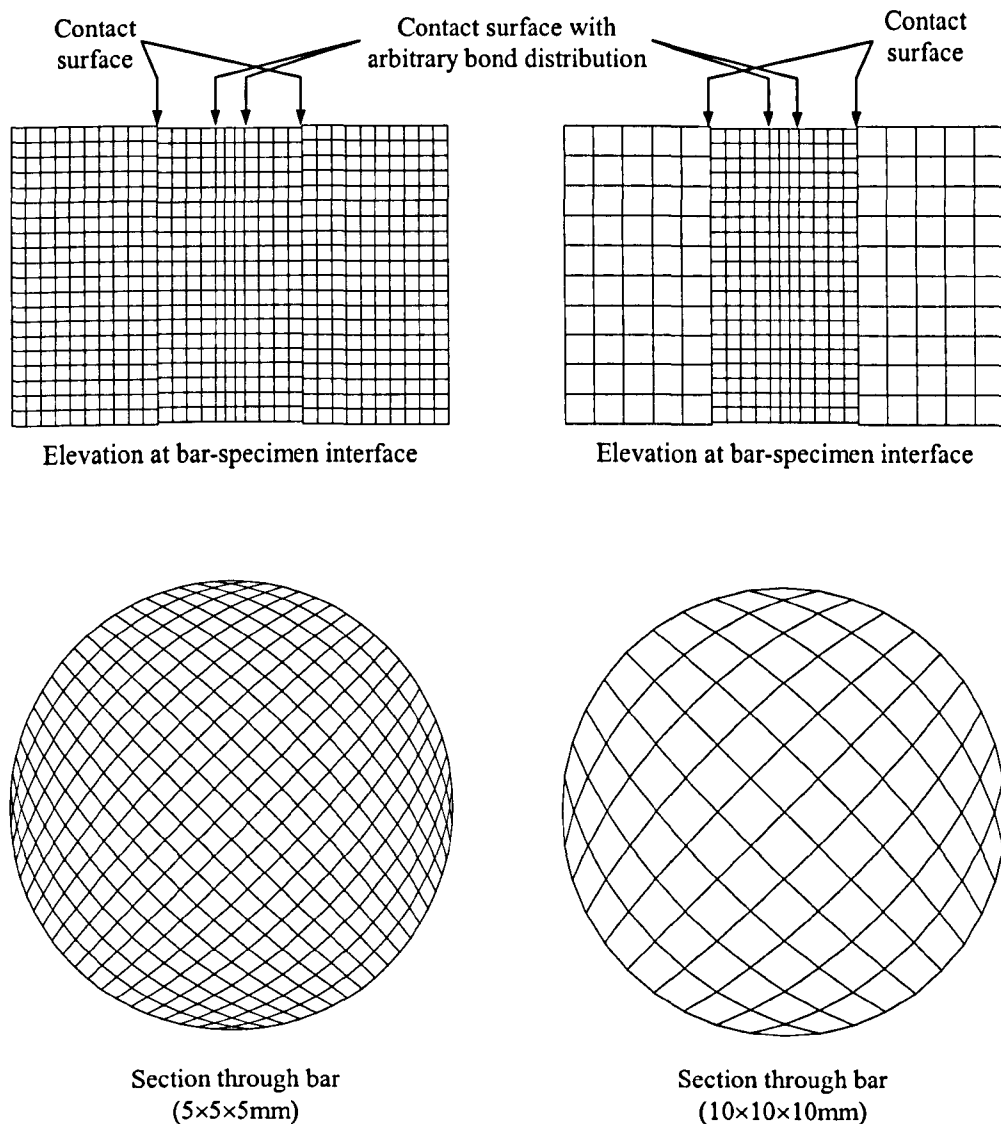 Contact
surface
Contact surface with
arbitrary bond distribution
Contact
surface
Elevation at bar-specimen interface
Elevation at bar-specimen interface
Section through bar
(5×5×5mm)
Section through bar
(10×10×10mm)